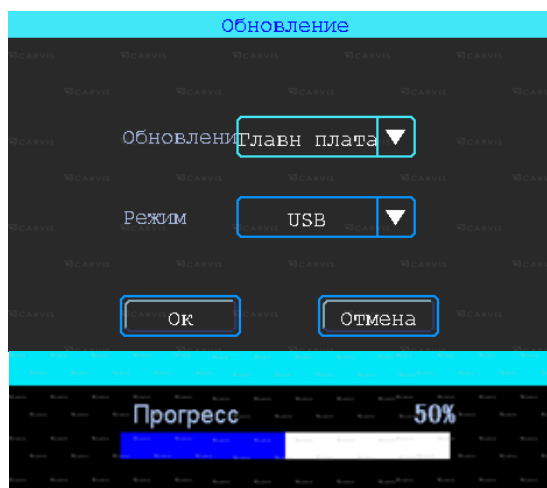 Обновление
Обновлени Главн плата
Режим USB
Ок Отмена
Прогресс 50%